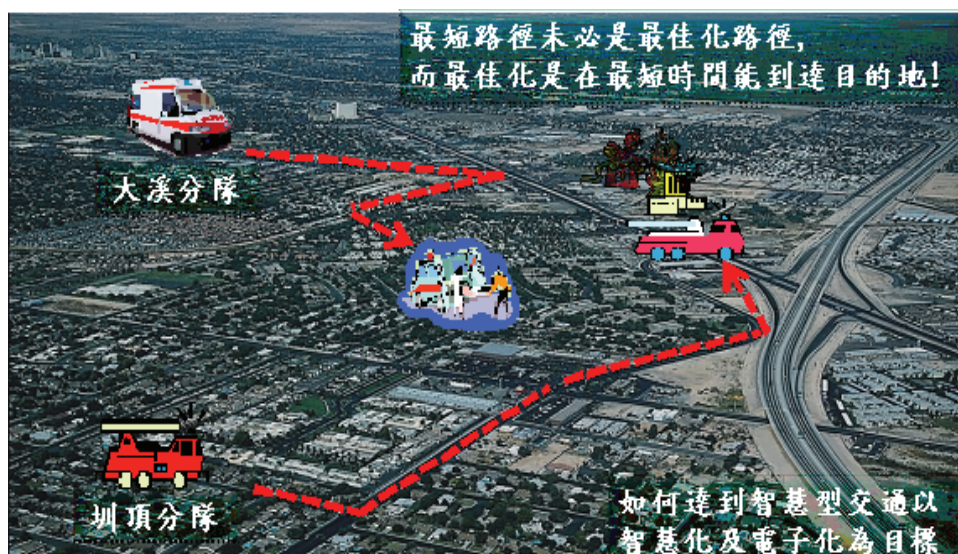 最短路徑未必是最佳化路徑,
而最佳化是在最短時間能到達目的地!
大溪分隊
圳頂分隊
如何達到智慧型交通以
智慧化及電子化為目標